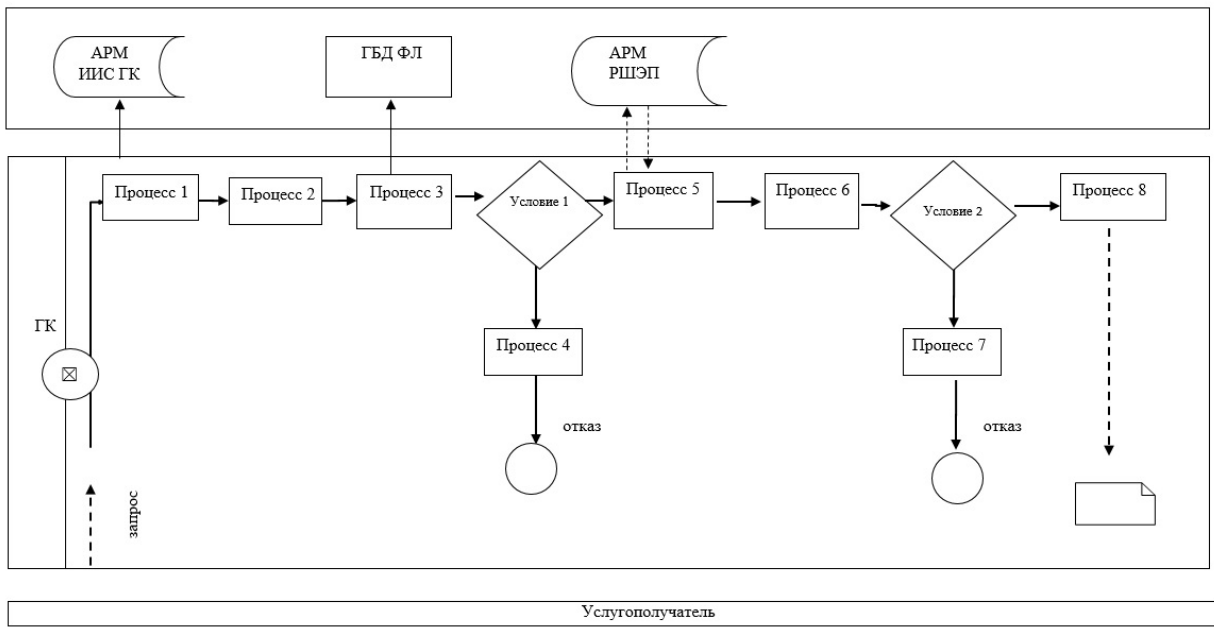 АРМ
ИИС ГК
ГБД ФЛ
АРМ
РШЭП
Процесс 1
Процесс 2
Процесс 3
Условие 1
Процесс 5
Процесс 6
Условие 2
Процесс 8
ГК
Процесс 4
Процесс 7
отказ
отказ
запрос
Услугополучатель